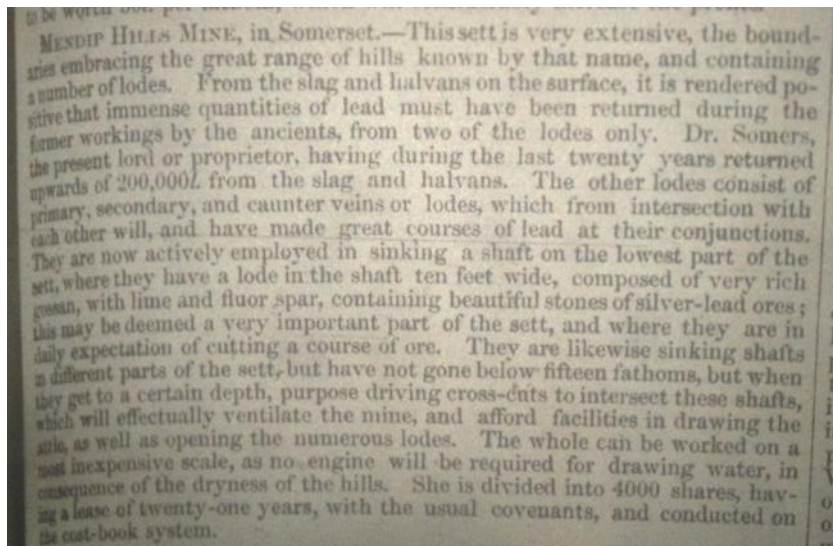 to be worth
MENDIP HILLS MINE, in Somerset.—This sett is very extensive, the bound-
aries embracing the great range of hills known by that name, and containing
a number of lodes. From the slag and halvans on the surface, it is rendered po-
sitive that immense quantities of lead must have been returned during the
former workings by the ancients, from two of the lodes only. Dr. Somers,
the present lord or proprietor, having during the last twenty years returned
upwards of 200,000l. from the slag and halvans. The other lodes consist of
primary, secondary, and caunter veins or lodes, which from intersection with
each other will, and have made great courses of lead at their conjunctions.
They are now actively employed in sinking a shaft on the lowest part of the
sett, where they have a lode in the shaft ten feet wide, composed of very rich
gossan, with lime and fluor spar, containing beautiful stones of silver-lead ores;
this may be deemed a very important part of the sett, and where they are in
daily expectation of cutting a course of ore. They are likewise sinking shafts
in different parts of the sett, but have not gone below fifteen fathoms, but when
they get to a certain depth, purpose driving cross-cuts to intersect these shafts,
which will effectually ventilate the mine, and afford facilities in drawing the
attle, as well as opening the numerous lodes. The whole can be worked on a
most inexpensive scale, as no engine will be required for drawing water, in
consequence of the dryness of the hills. She is divided into 4000 shares, hav-
ing a lease of twenty-one years, with the usual covenants, and conducted on
the cost-book system.